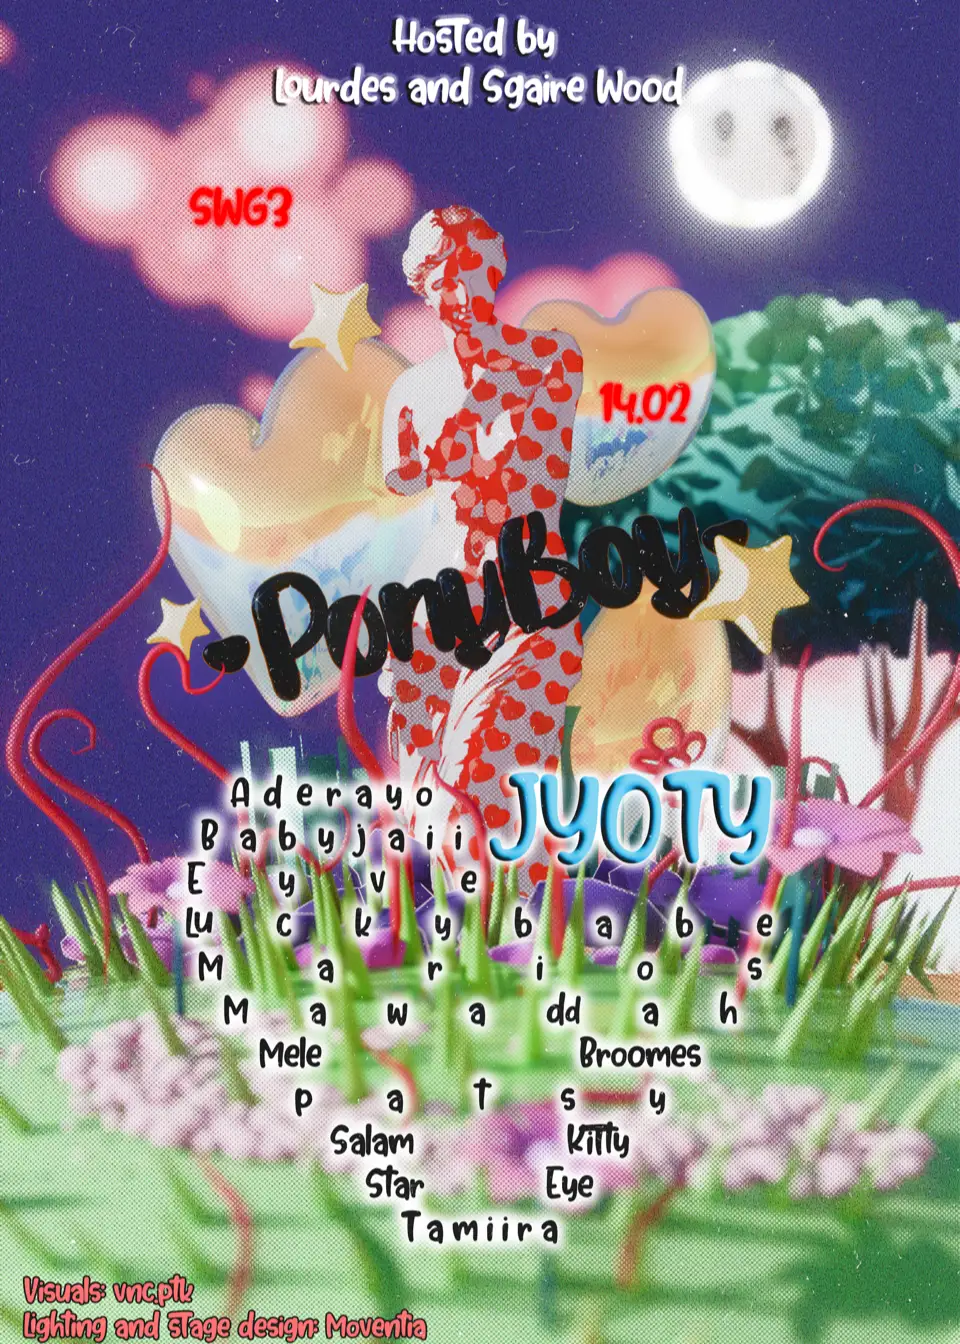 Hosted by
Lourdes and Sgaire Wood
SWG3
14.02
-PonyBoy-
JYOTY
Aderayo
Babyjaii
Eyve
Luckybabe
Marios
Mawaddah
Mele Broomes
patsy
Salam Kitty
Star Eye
Tamiira
Visuals: vnc.ptk
Lighting and stage design: Moventia